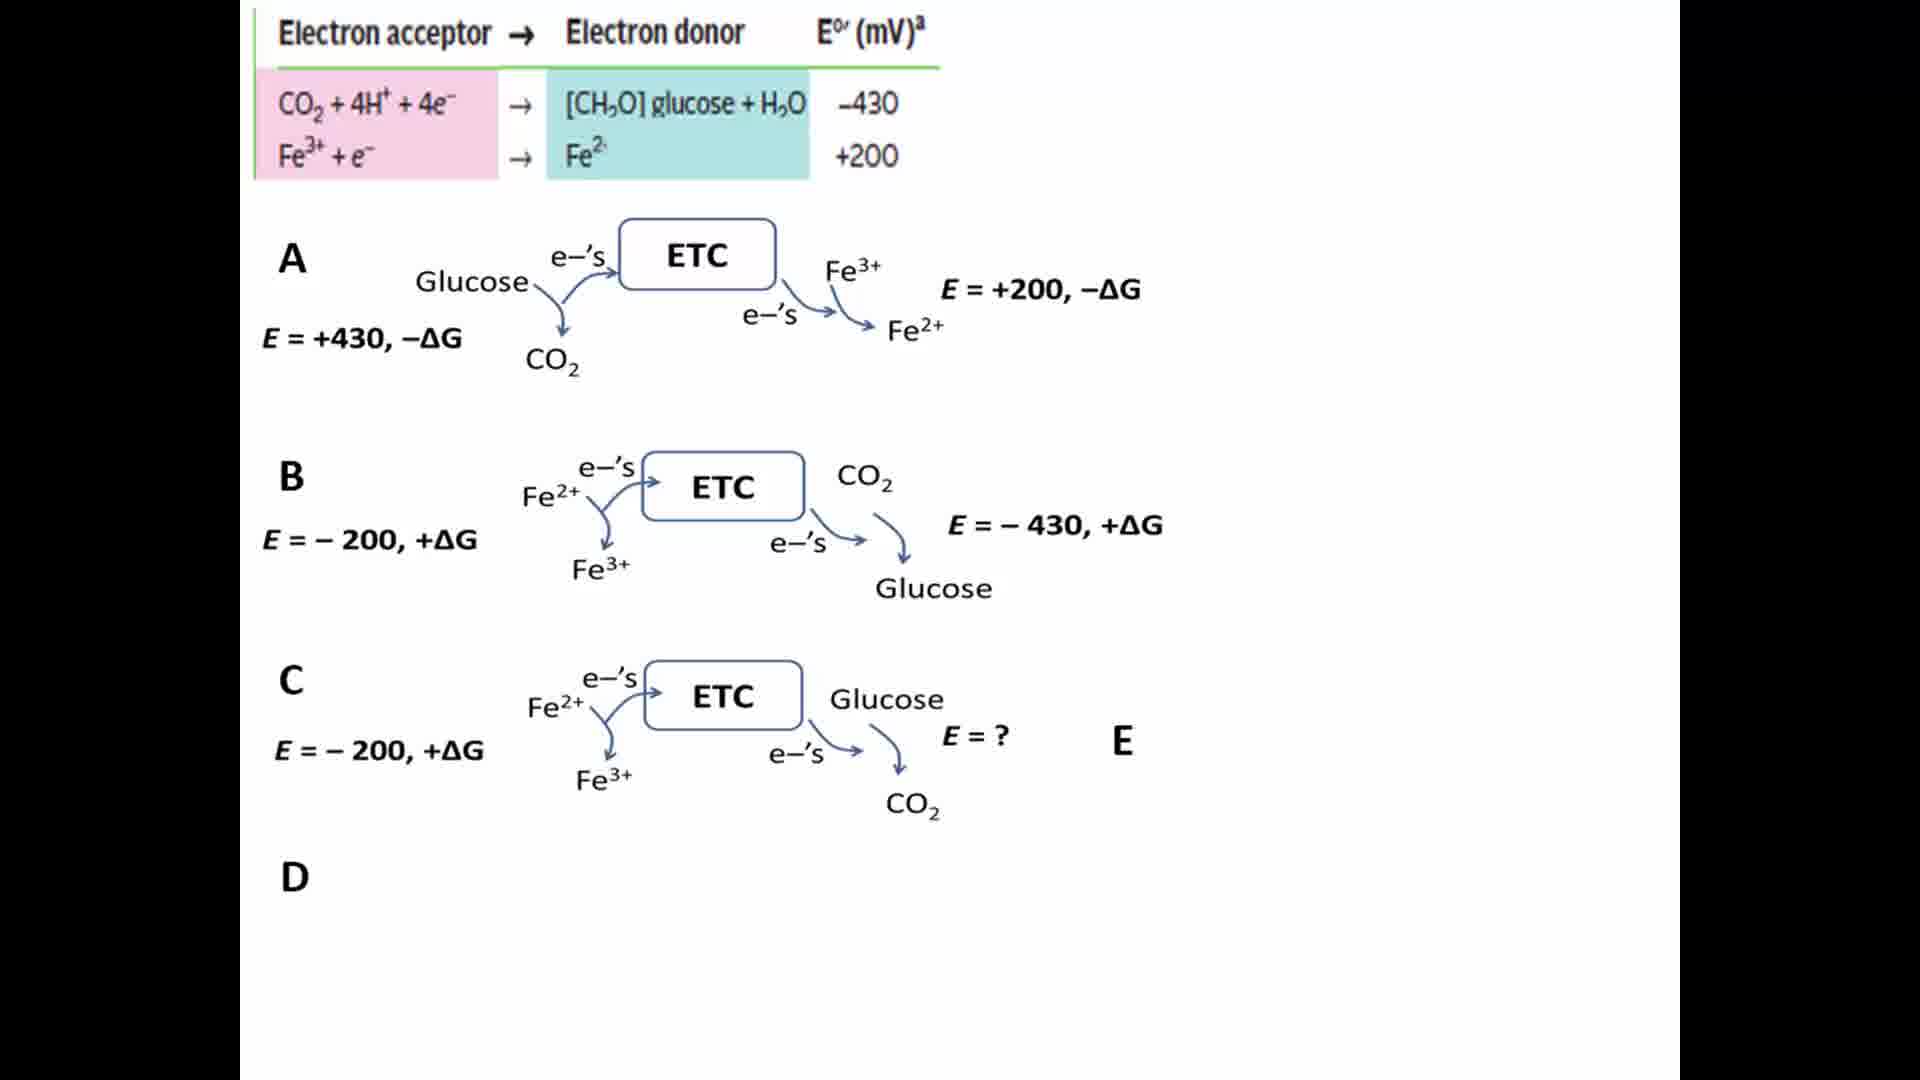 Electron acceptor → Electron donor E⁰′ (mV)ᵃ
CO₂ + 4H⁺ + 4e⁻ → [CH₂O] glucose + H₂O –430
Fe³⁺ + e⁻ → Fe²⁺ +200
A
Glucose
e–’s
ETC
Fe³⁺
E = +200, –ΔG
e–’s
Fe²⁺
E = +430, –ΔG
CO₂
B
Fe²⁺
e–’s
ETC
CO₂
E = – 430, +ΔG
E = – 200, +ΔG
e–’s
Fe³⁺
Glucose
C
Fe²⁺
e–’s
ETC
Glucose
E = ?
E
E = – 200, +ΔG
e–’s
Fe³⁺
CO₂
D